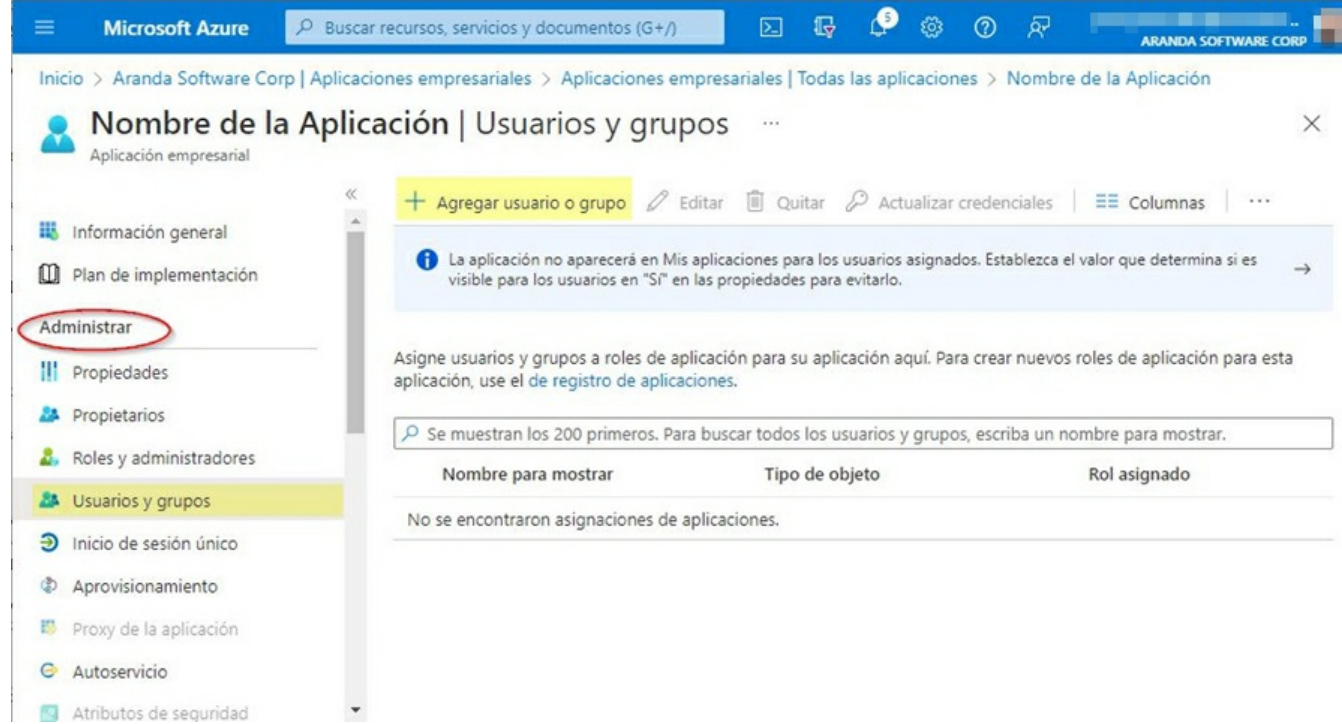 Microsoft Azure
Buscar recursos, servicios y documentos (G+/)
5
ARANDA SOFTWARE CORP
Inicio > Aranda Software Corp | Aplicaciones empresariales > Aplicaciones empresariales | Todas las aplicaciones > Nombre de la Aplicación
Nombre de la Aplicación | Usuarios y grupos ...
Aplicación empresarial
Información general
Plan de implementación
Administrar
Propiedades
Propietarios
Roles y administradores
Usuarios y grupos
Inicio de sesión único
Aprovisionamiento
Proxy de la aplicación
Autoservicio
Atributos de seguridad
+ Agregar usuario o grupo Editar Quitar Actualizar credenciales | Columnas | ...
La aplicación no aparecerá en Mis aplicaciones para los usuarios asignados. Establezca el valor que determina si es
visible para los usuarios en "Sí" en las propiedades para evitarlo.
Asigne usuarios y grupos a roles de aplicación para su aplicación aquí. Para crear nuevos roles de aplicación para esta
aplicación, use el de registro de aplicaciones.
Se muestran los 200 primeros. Para buscar todos los usuarios y grupos, escriba un nombre para mostrar.
Nombre para mostrar Tipo de objeto Rol asignado
No se encontraron asignaciones de aplicaciones.